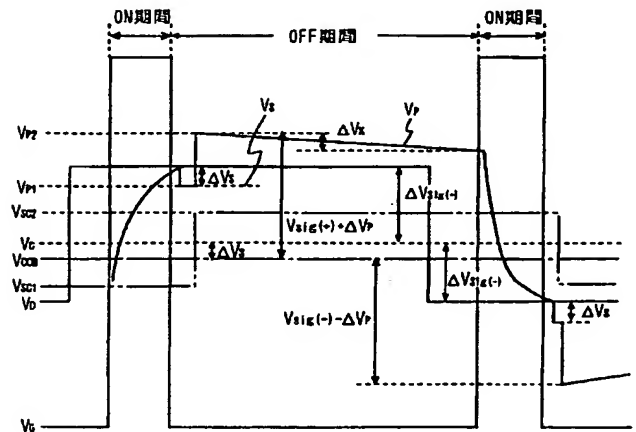 ON期間
OFF期間
ON期間
VS
VP
VP2
ΔVX
VP1
ΔVS
ΔVSig(-)
VSC2
Vsig(-)+ΔVP
VG
ΔVS
VCOM
ΔVSig(-)
VSC1
VD
Vsig(-)-ΔVP
ΔVS
VG